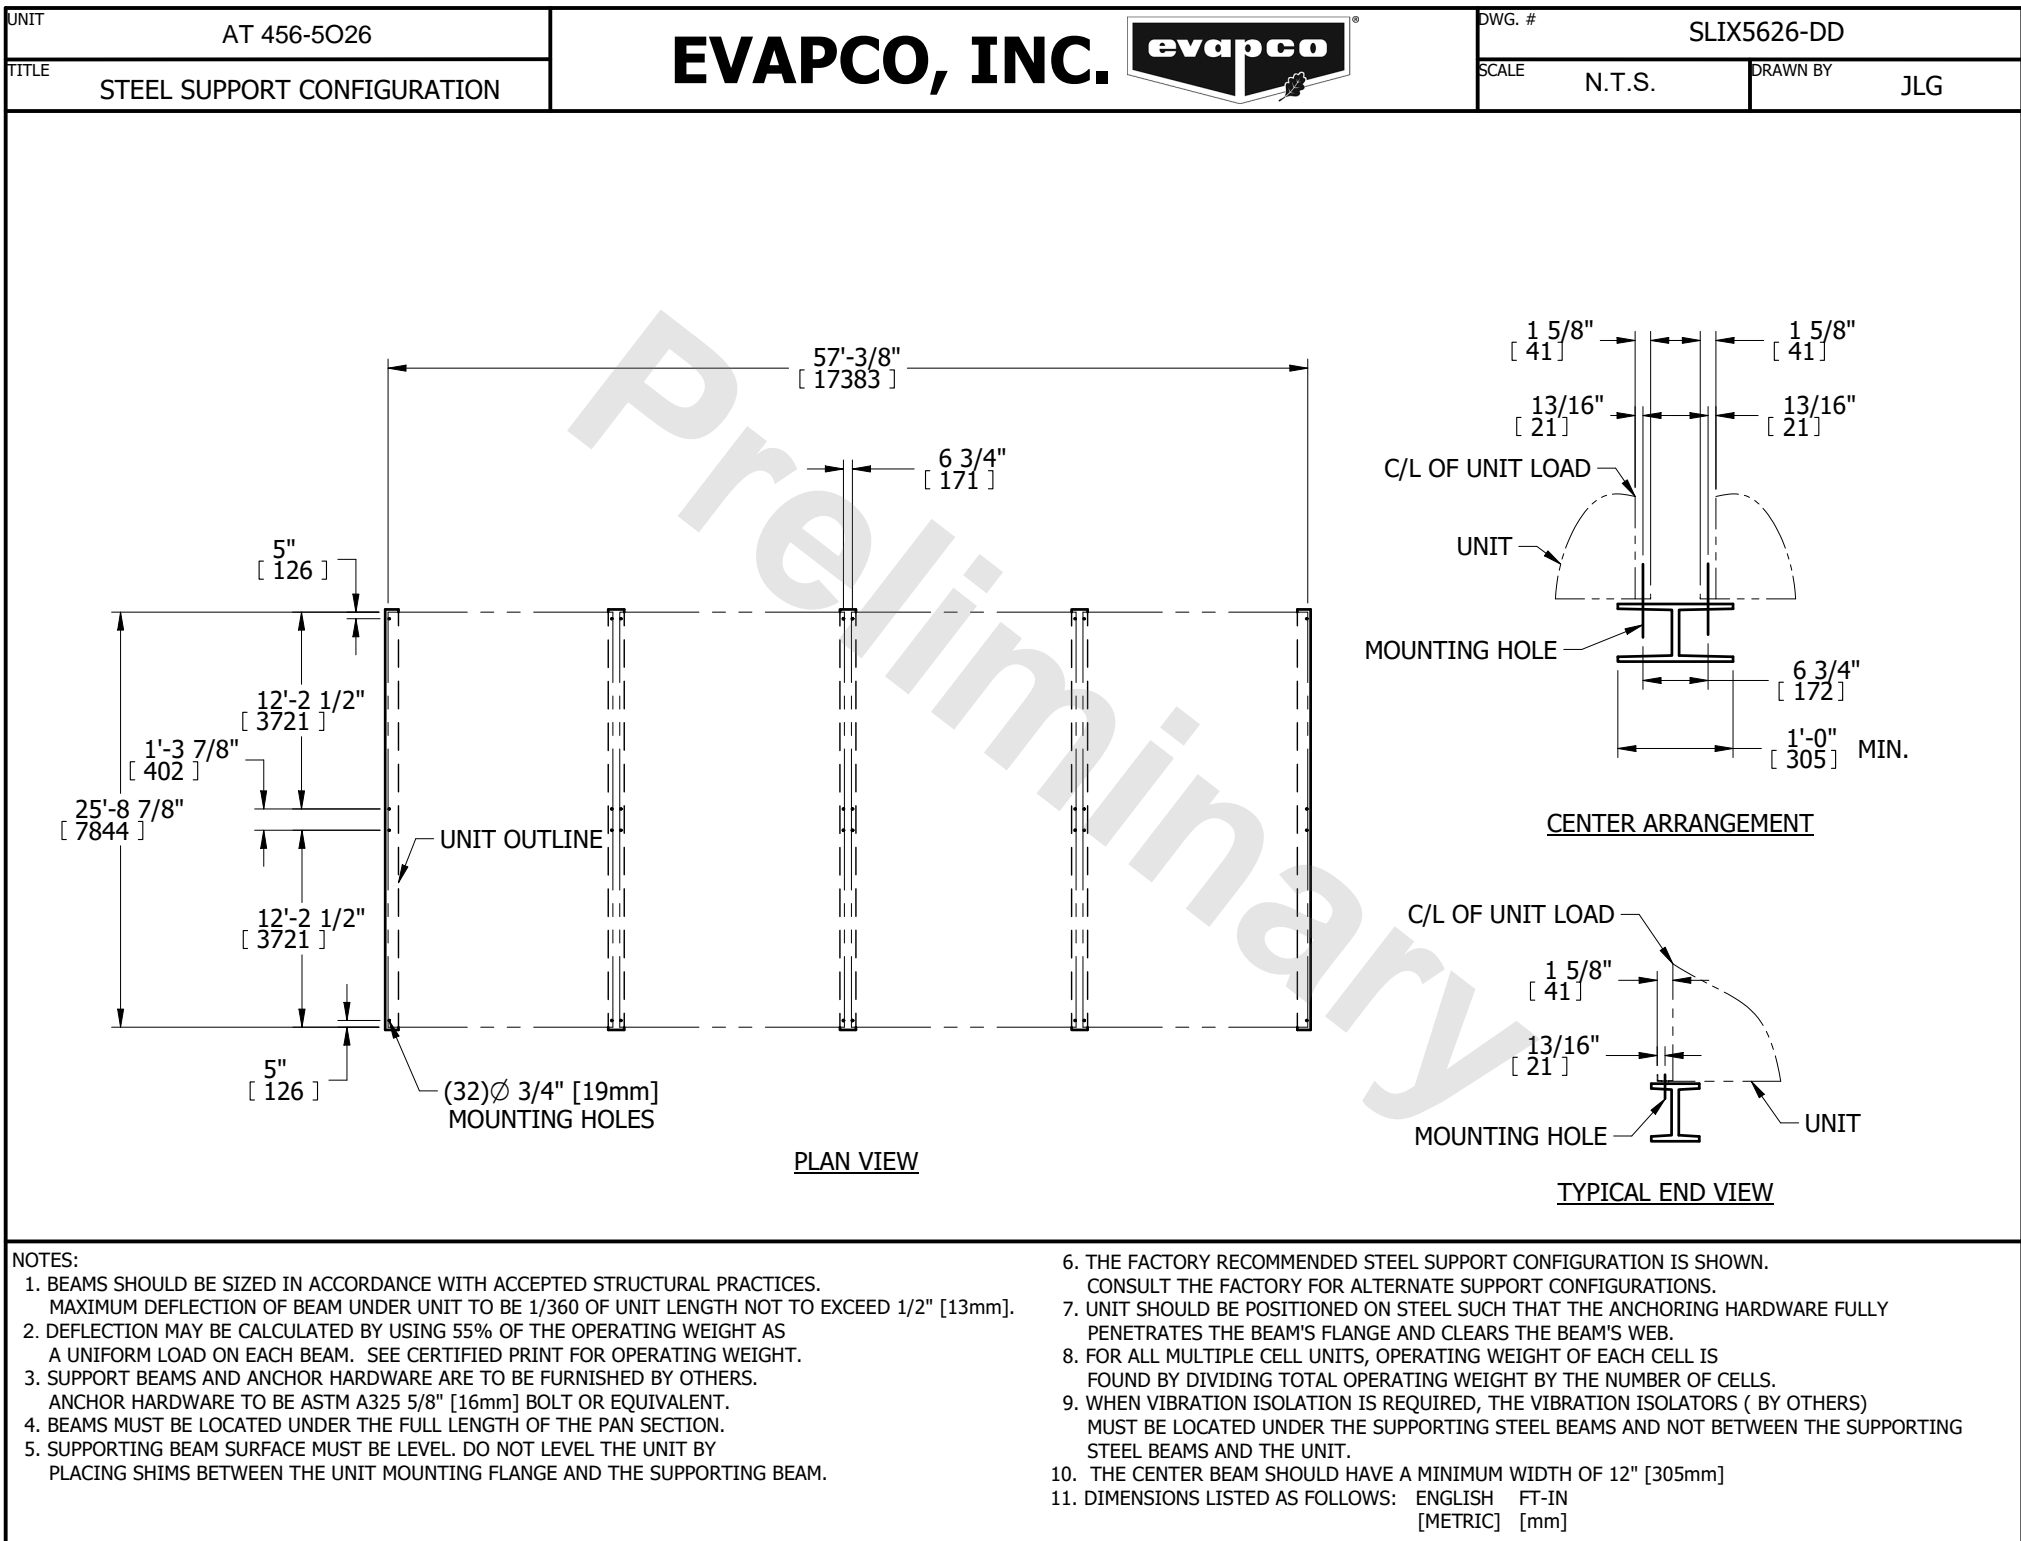 UNIT
AT 456-5O26
TITLE
STEEL SUPPORT CONFIGURATION
EVAPCO, INC.
evapco ®
DWG. #
SLIX5626-DD
SCALE
N.T.S.
DRAWN BY
JLG
Preliminary
57'-3/8"
[ 17383 ]
6 3/4"
[ 171 ]
5"
[ 126 ]
12'-2 1/2"
[ 3721 ]
1'-3 7/8"
[ 402 ]
25'-8 7/8"
[ 7844 ]
UNIT OUTLINE
12'-2 1/2"
[ 3721 ]
5"
[ 126 ]
(32)∅ 3/4" [19mm]
MOUNTING HOLES
PLAN VIEW
1 5/8"
[ 41 ]
1 5/8"
[ 41 ]
13/16"
[ 21 ]
13/16"
[ 21 ]
C/L OF UNIT LOAD
UNIT
MOUNTING HOLE
6 3/4"
[ 172 ]
1'-0"
[ 305 ] MIN.
CENTER ARRANGEMENT
C/L OF UNIT LOAD
1 5/8"
[ 41 ]
13/16"
[ 21 ]
MOUNTING HOLE
UNIT
TYPICAL END VIEW
NOTES:
1. BEAMS SHOULD BE SIZED IN ACCORDANCE WITH ACCEPTED STRUCTURAL PRACTICES.
MAXIMUM DEFLECTION OF BEAM UNDER UNIT TO BE 1/360 OF UNIT LENGTH NOT TO EXCEED 1/2" [13mm].
2. DEFLECTION MAY BE CALCULATED BY USING 55% OF THE OPERATING WEIGHT AS
A UNIFORM LOAD ON EACH BEAM. SEE CERTIFIED PRINT FOR OPERATING WEIGHT.
3. SUPPORT BEAMS AND ANCHOR HARDWARE ARE TO BE FURNISHED BY OTHERS.
ANCHOR HARDWARE TO BE ASTM A325 5/8" [16mm] BOLT OR EQUIVALENT.
4. BEAMS MUST BE LOCATED UNDER THE FULL LENGTH OF THE PAN SECTION.
5. SUPPORTING BEAM SURFACE MUST BE LEVEL. DO NOT LEVEL THE UNIT BY
PLACING SHIMS BETWEEN THE UNIT MOUNTING FLANGE AND THE SUPPORTING BEAM.
6. THE FACTORY RECOMMENDED STEEL SUPPORT CONFIGURATION IS SHOWN.
CONSULT THE FACTORY FOR ALTERNATE SUPPORT CONFIGURATIONS.
7. UNIT SHOULD BE POSITIONED ON STEEL SUCH THAT THE ANCHORING HARDWARE FULLY
PENETRATES THE BEAM'S FLANGE AND CLEARS THE BEAM'S WEB.
8. FOR ALL MULTIPLE CELL UNITS, OPERATING WEIGHT OF EACH CELL IS
FOUND BY DIVIDING TOTAL OPERATING WEIGHT BY THE NUMBER OF CELLS.
9. WHEN VIBRATION ISOLATION IS REQUIRED, THE VIBRATION ISOLATORS ( BY OTHERS)
MUST BE LOCATED UNDER THE SUPPORTING STEEL BEAMS AND NOT BETWEEN THE SUPPORTING
STEEL BEAMS AND THE UNIT.
10. THE CENTER BEAM SHOULD HAVE A MINIMUM WIDTH OF 12" [305mm]
11. DIMENSIONS LISTED AS FOLLOWS: ENGLISH FT-IN
[METRIC] [mm]